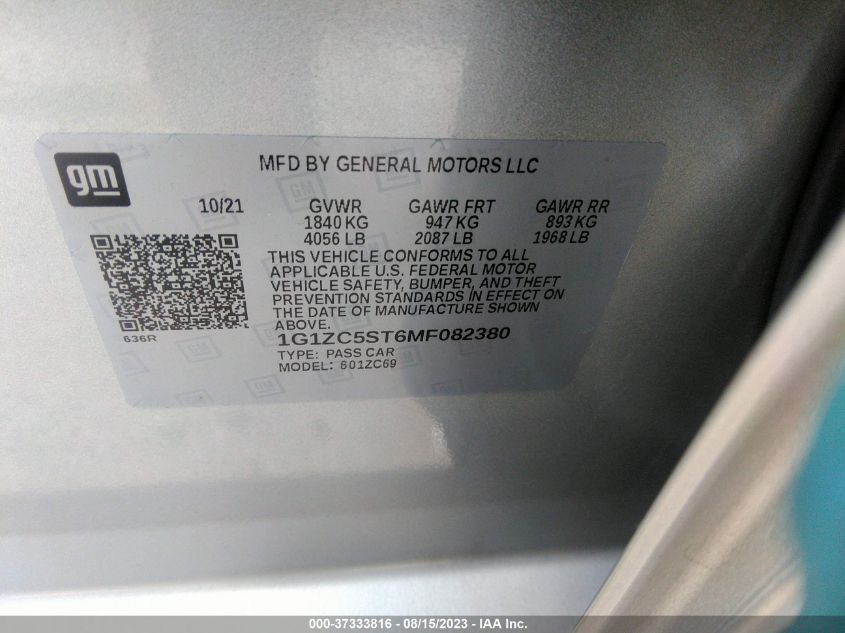 gm
MFD BY GENERAL MOTORS LLC
10/21 GVWR GAWR FRT GAWR RR
1840 KG 947 KG 893 KG
4056 LB 2087 LB 1968 LB
THIS VEHICLE CONFORMS TO ALL
APPLICABLE U.S. FEDERAL MOTOR
VEHICLE SAFETY, BUMPER, AND THEFT
PREVENTION STANDARDS IN EFFECT ON
THE DATE OF MANUFACTURE SHOWN
ABOVE.
636R
1G1ZC5ST6MF082380
TYPE: PASS CAR
MODEL: 601ZC69
000-37333816 - 08/15/2023 - © IAA, Inc.